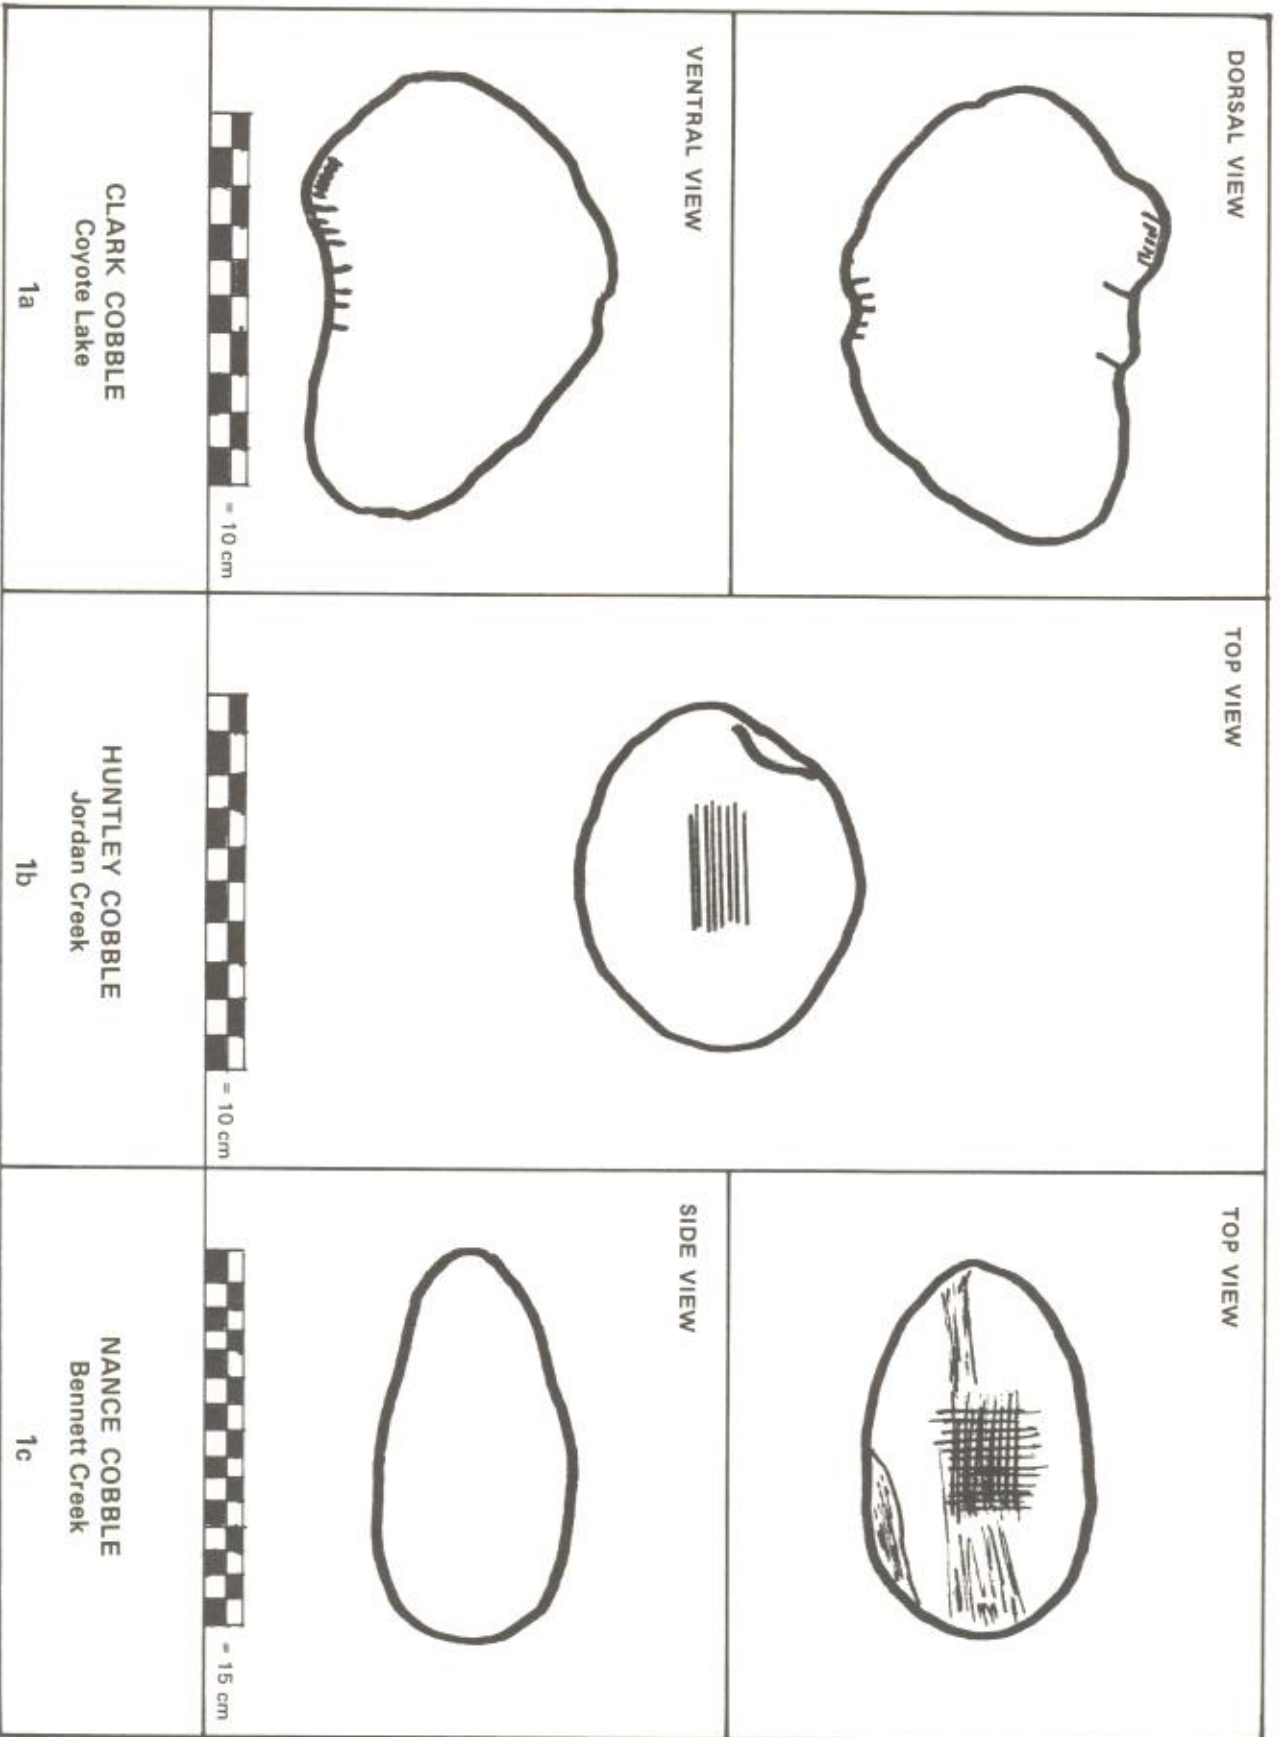 DORSAL VIEW
VENTRAL VIEW
= 10 cm
CLARK COBBLE
Coyote Lake
1a
TOP VIEW
= 10 cm
HUNTLEY COBBLE
Jordan Creek
1b
TOP VIEW
SIDE VIEW
= 15 cm
NANCE COBBLE
Bennett Creek
1c